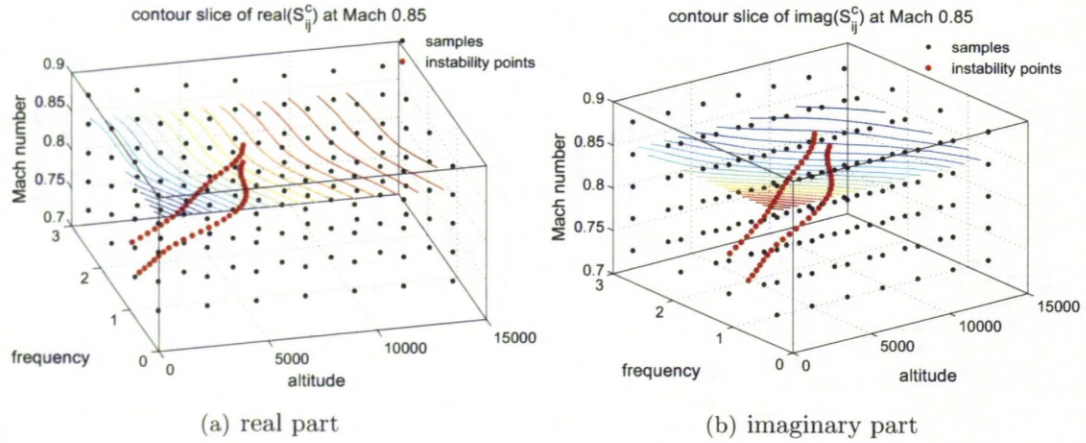 contour slice of real(S^c_ij) at Mach 0.85
samples
instability points
Mach number
0.9
0.85
0.8
0.75
0.7
3
2
1
0
frequency
0
5000
10000
15000
altitude
(a) real part
contour slice of imag(S^c_ij) at Mach 0.85
samples
instability points
Mach number
0.9
0.85
0.8
0.75
0.7
3
2
1
0
frequency
0
5000
10000
15000
altitude
(b) imaginary part